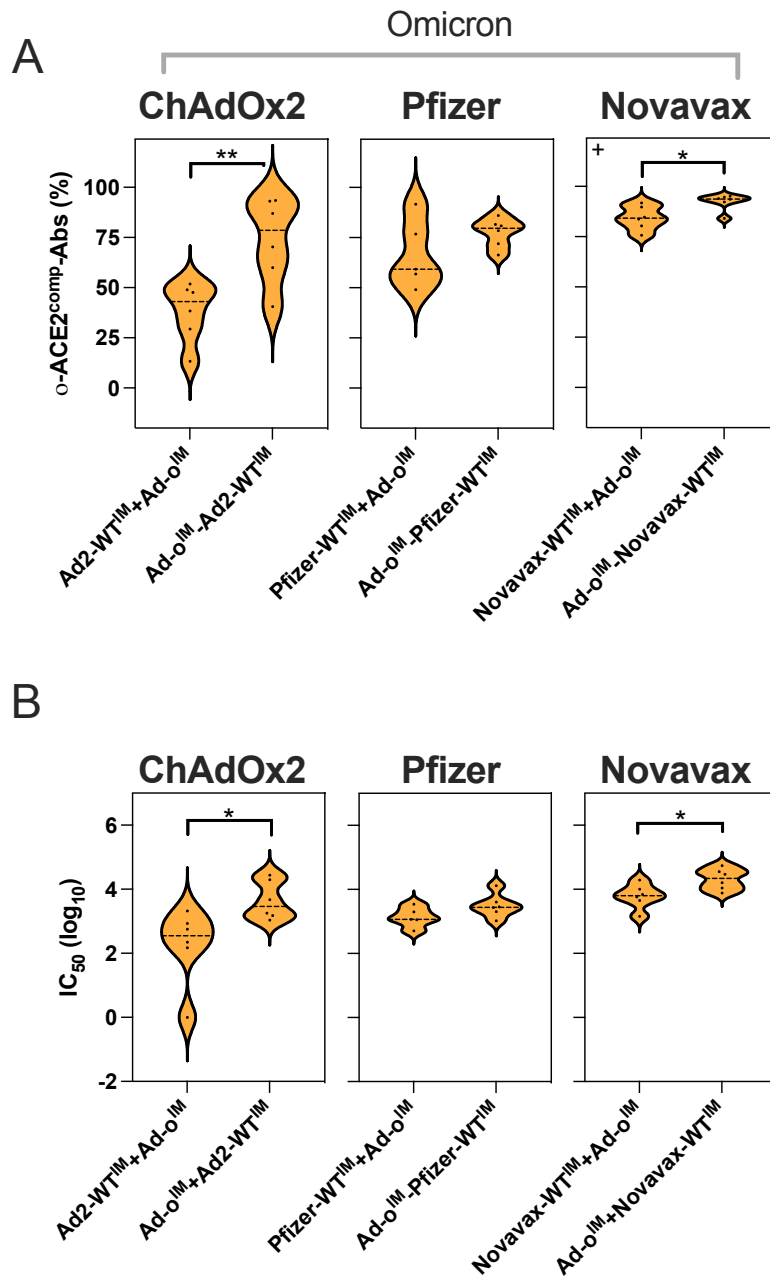 Omicron
A
ChAdOx2 Pfizer Novavax
** + *
100
75
50
25
0
ο-ACE2comp-Abs (%)
Ad2-WTIM+Ad-oIM
Ad-oIM-Ad2-WTIM
Pfizer-WTIM+Ad-oIM
Ad-oIM-Pfizer-WTIM
Novavax-WTIM+Ad-oIM
Ad-oIM-Novavax-WTIM
B
ChAdOx2 Pfizer Novavax
* *
6
4
2
0
-2
IC50 (log10)
Ad2-WTIM+Ad-oIM
Ad-oIM+Ad2-WTIM
Pfizer-WTIM+Ad-oIM
Ad-oIM-Pfizer-WTIM
Novavax-WTIM+Ad-oIM
Ad-oIM+Novavax-WTIM